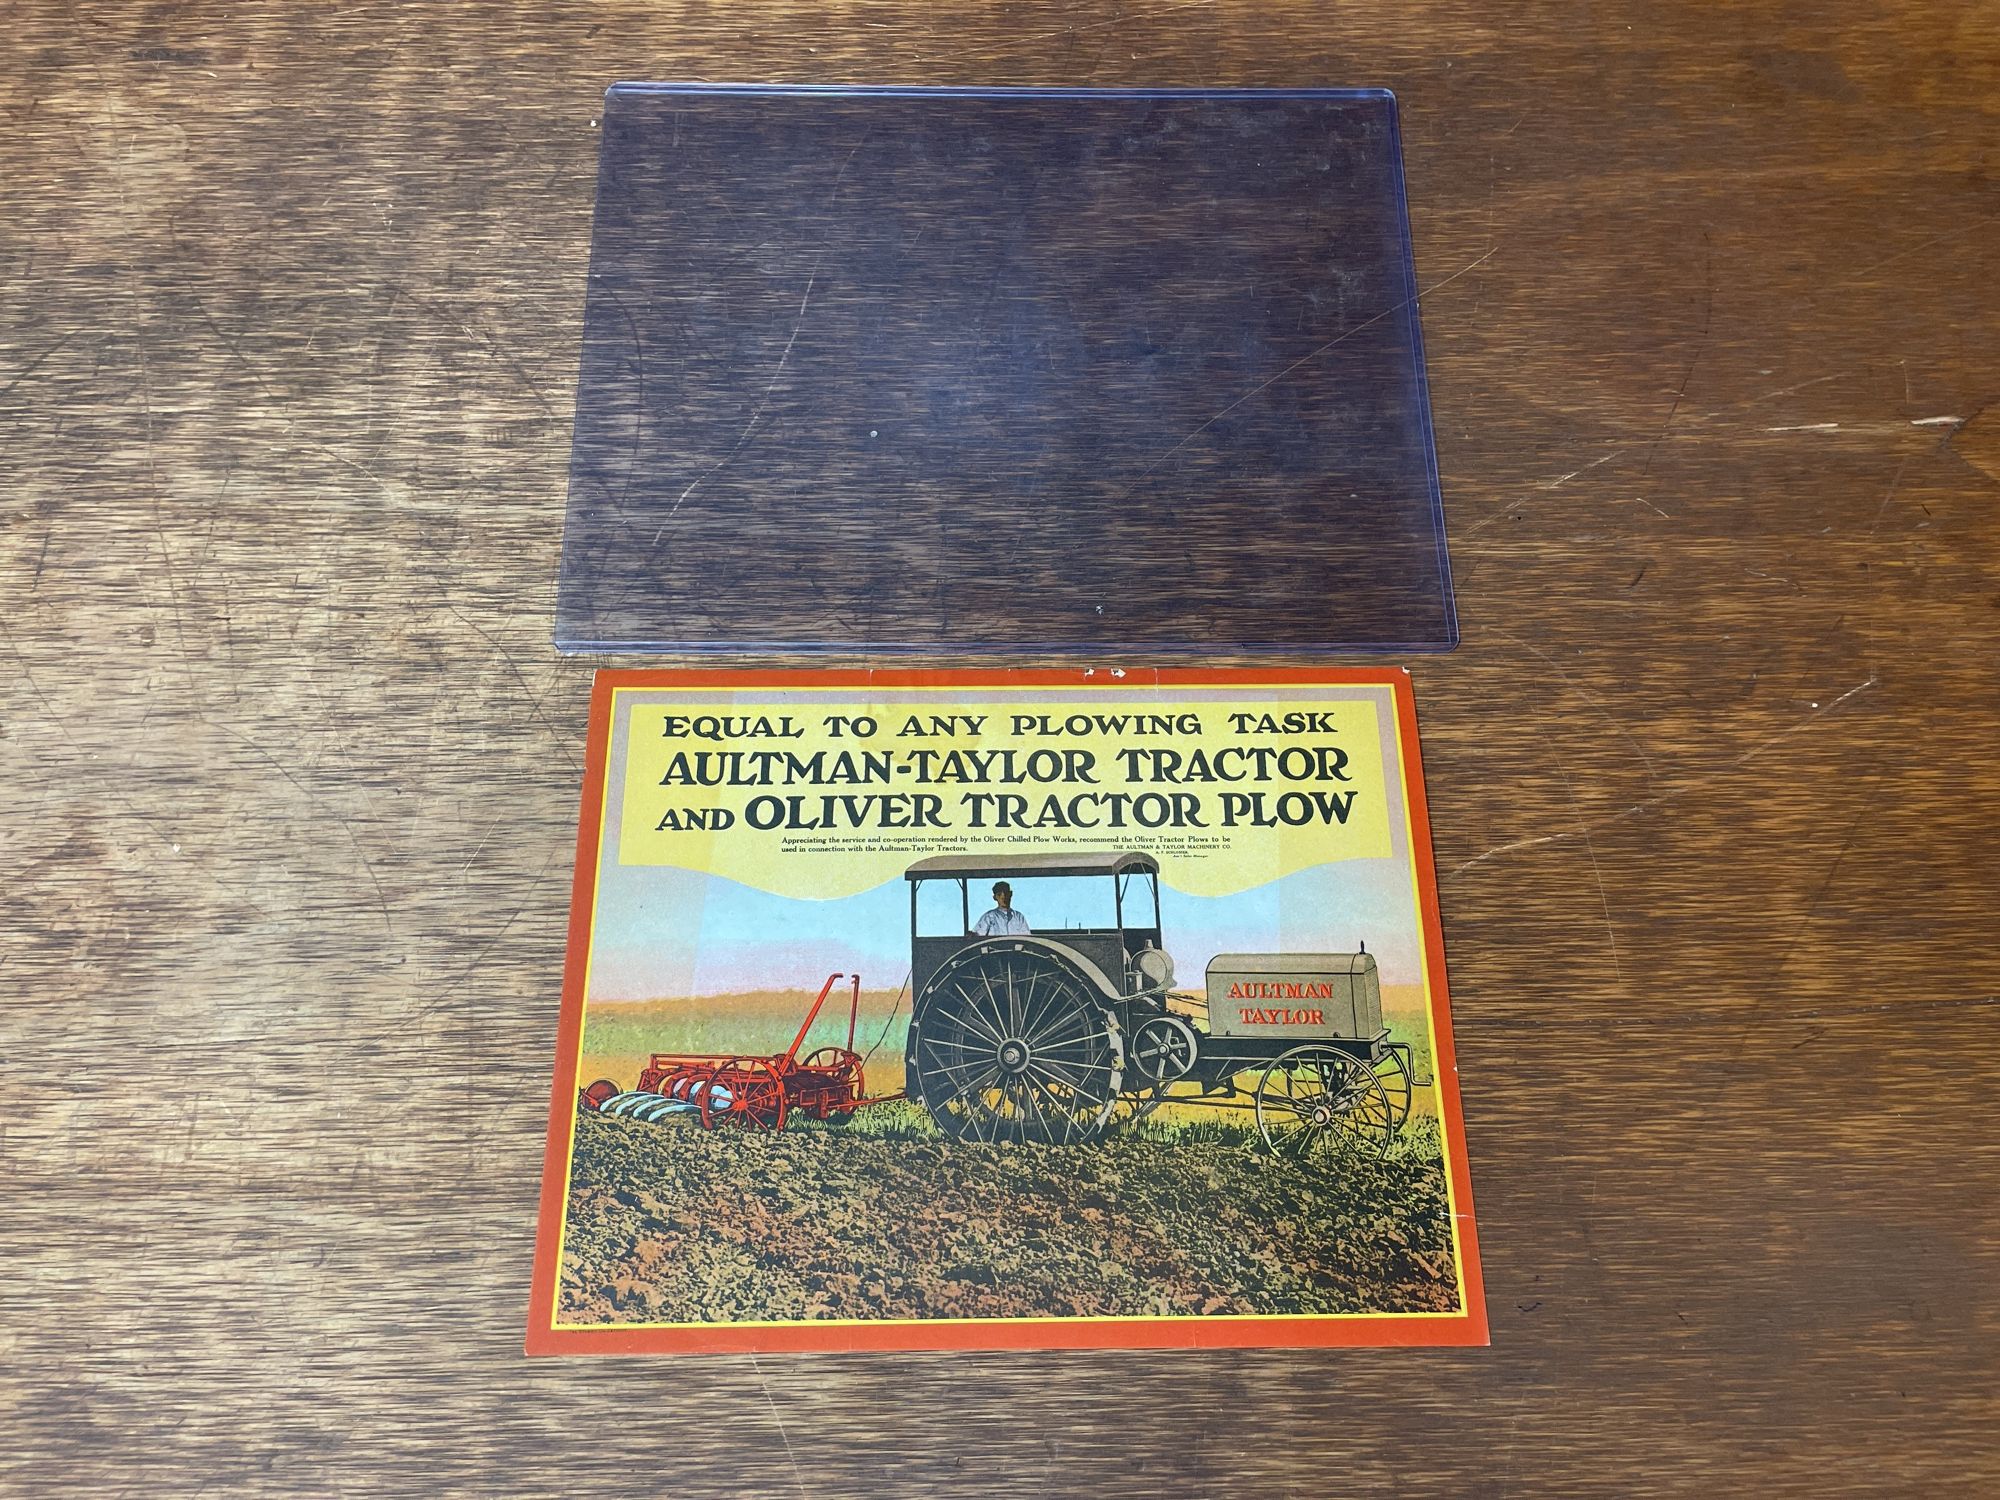 EQUAL TO ANY PLOWING TASK
AULTMAN-TAYLOR TRACTOR
AND OLIVER TRACTOR PLOW
Appreciating the service and co-operation rendered by the Oliver Chilled Plow Works, recommend the Oliver Tractor Plows to be
used in connection with the Aultman-Taylor Tractors.
THE AULTMAN & TAYLOR MACHINERY CO.
AULTMAN
TAYLOR